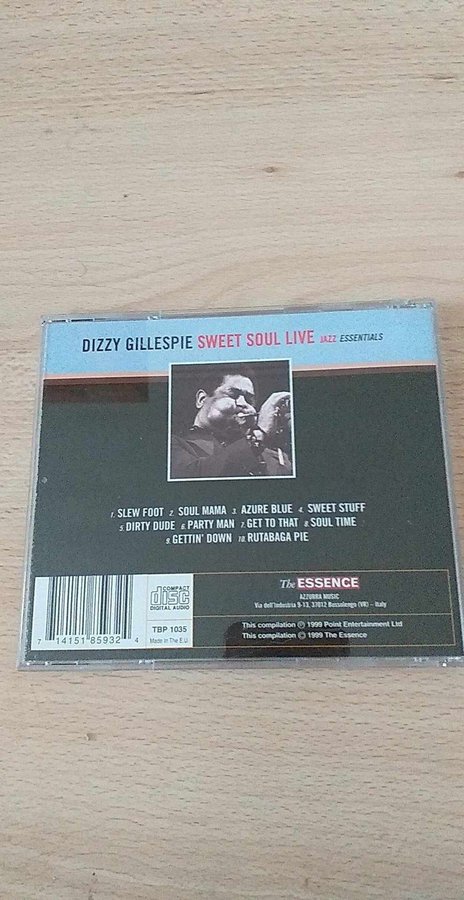 DIZZY GILLESPIE SWEET SOUL LIVE JAZZ ESSENTIALS
1. SLEW FOOT 2. SOUL MAMA 3. AZURE BLUE 4. SWEET STUFF
5. DIRTY DUDE 6. PARTY MAN 7. GET TO THAT 8. SOUL TIME
9. GETTIN' DOWN 10. RUTABAGA PIE
COMPACT
disc
DIGITAL AUDIO
TBP 1035
Made in The E.U.
7 14151 85932 4
The ESSENCE
AZZURRA MUSIC
Via dell'industria 9-13, 37012 Bussolengo (VR) – Italy
This compilation ℗ 1999 Point Entertainment Ltd
This compilation © 1999 The Essence